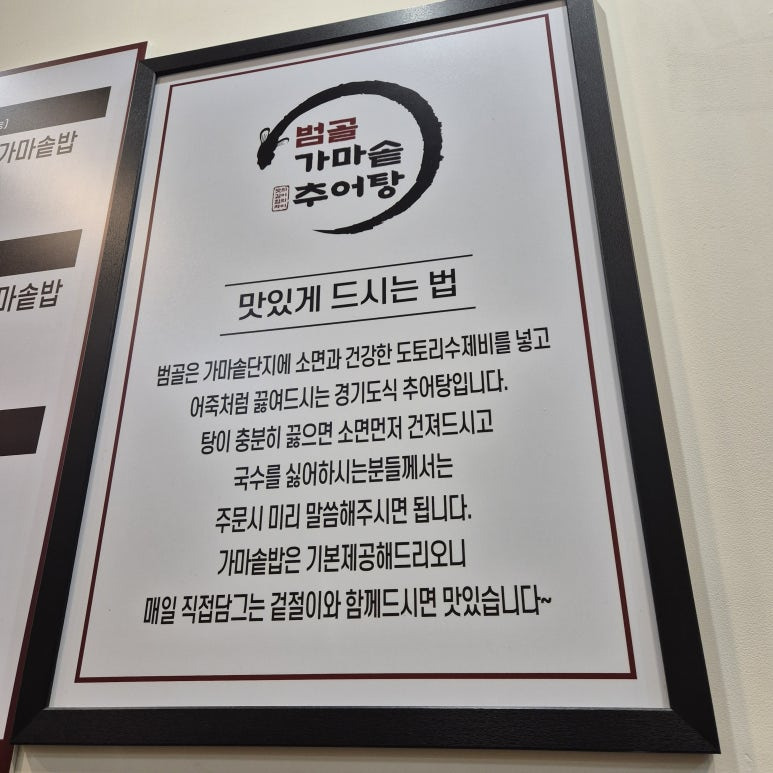 가마솥밥
마솥밥
범골
가마솥
추어탕
맛있게 드시는 법
범골은 가마솥단지에 소면과 건강한 도토리수제비를 넣고
어죽처럼 끓여드시는 경기도식 추어탕입니다.
탕이 충분히 끓으면 소면먼저 건져드시고
국수를 싫어하시는분들께서는
주문시 미리 말씀해주시면 됩니다.
가마솥밥은 기본제공해드리오니
매일 직접담그는 겉절이와 함께드시면 맛있습니다~